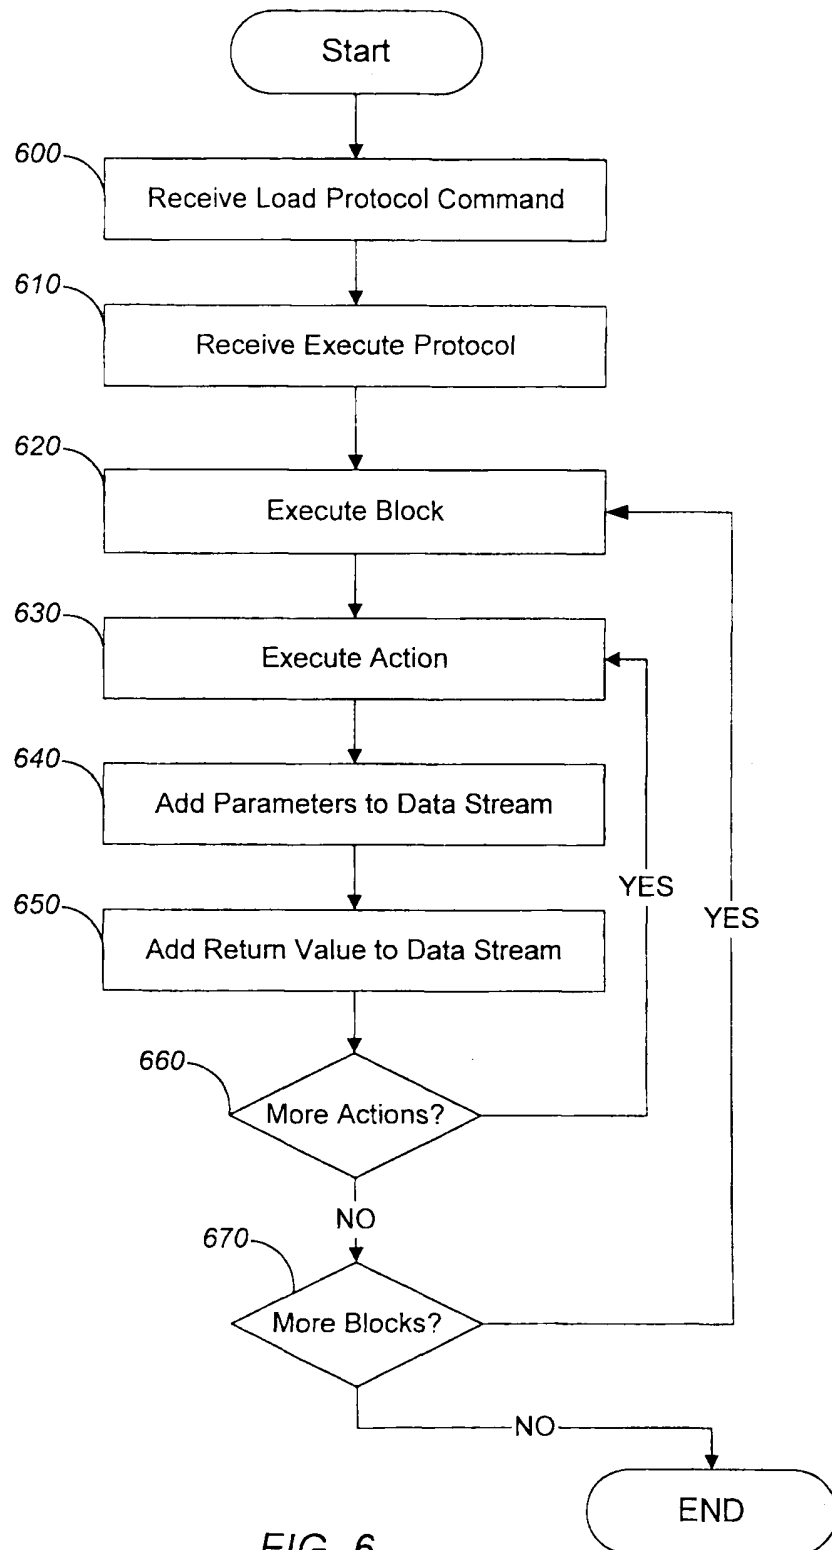 Start
600
Receive Load Protocol Command
610
Receive Execute Protocol
620
Execute Block
630
Execute Action
640
Add Parameters to Data Stream
650
Add Return Value to Data Stream
YES
YES
660
More Actions?
NO
670
More Blocks?
NO
END
FIG. 6